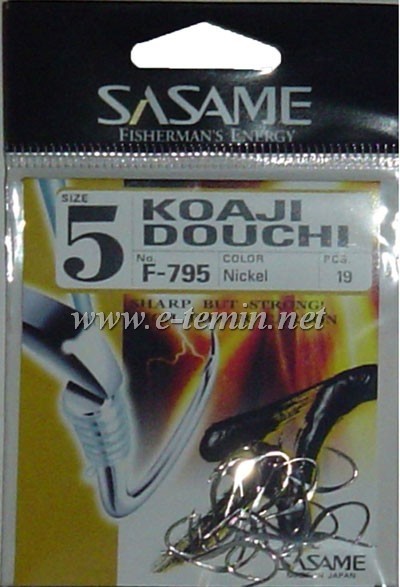 SASAME
FISHERMAN'S ENERGY
SIZE
5
KOAJI
DOUCHI
No. COLOR PCS.
F-795 Nickel 19
SHARP, BUT STRONG!
www.e-temin.net
SASAME
JAPAN